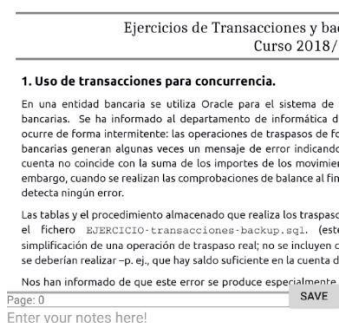 Ejercicios de Transacciones y bac
Curso 2018/
1. Uso de transacciones para concurrencia.
En una entidad bancaria se utiliza Oracle para el sistema de
bancarias. Se ha informado al departamento de informática d
ocurre de forma intermitente: las operaciones de traspasos de fo
bancarias generan algunas veces un mensaje de error indicando
cuenta no coincide con la suma de los importes de los movimien
embargo, cuando se realizan las comprobaciones de balance al fin
detecta ningún error.
Las tablas y el procedimiento almacenado que realiza los traspaso
el fichero EJERCICIO-transacciones-backup.sql. (este
simplificación de una operación de traspaso real; no se incluyen c
se deberían realizar –p. ej., que hay saldo suficiente en la cuenta d
Nos han informado de que este error se produce especialmente
Page: 0
SAVE
Enter your notes here!